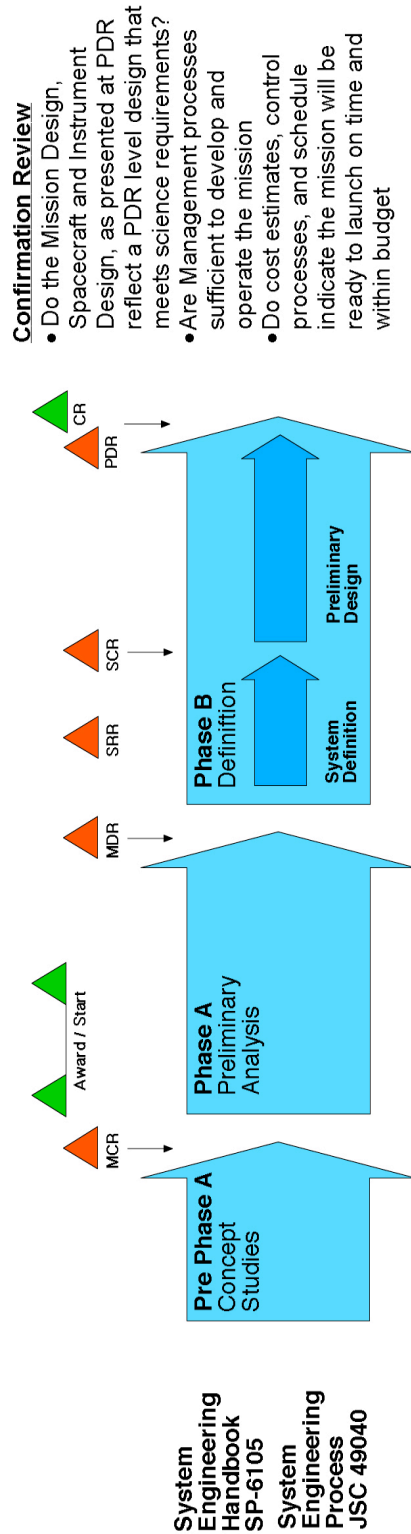 System
Engineering
Handbook
SP-6105
System
Engineering
Process
JSC 49040
MCR
Award / Start
MDR
SRR
SCR
PDR
CR
Pre Phase A
Concept
Studies
Phase A
Preliminary
Analysis
Phase B
Definiftion
System
Definition
Preliminary
Design
Confirmation Review
• Do the Mission Design,
Spacecraft and Instrument
Design, as presented at PDR
reflect a PDR level design that
meets science requirements?
• Are Management processes
sufficient to develop and
operate the mission
• Do cost estimates, control
processes, and schedule
indicate the mission will be
ready to launch on time and
within budget